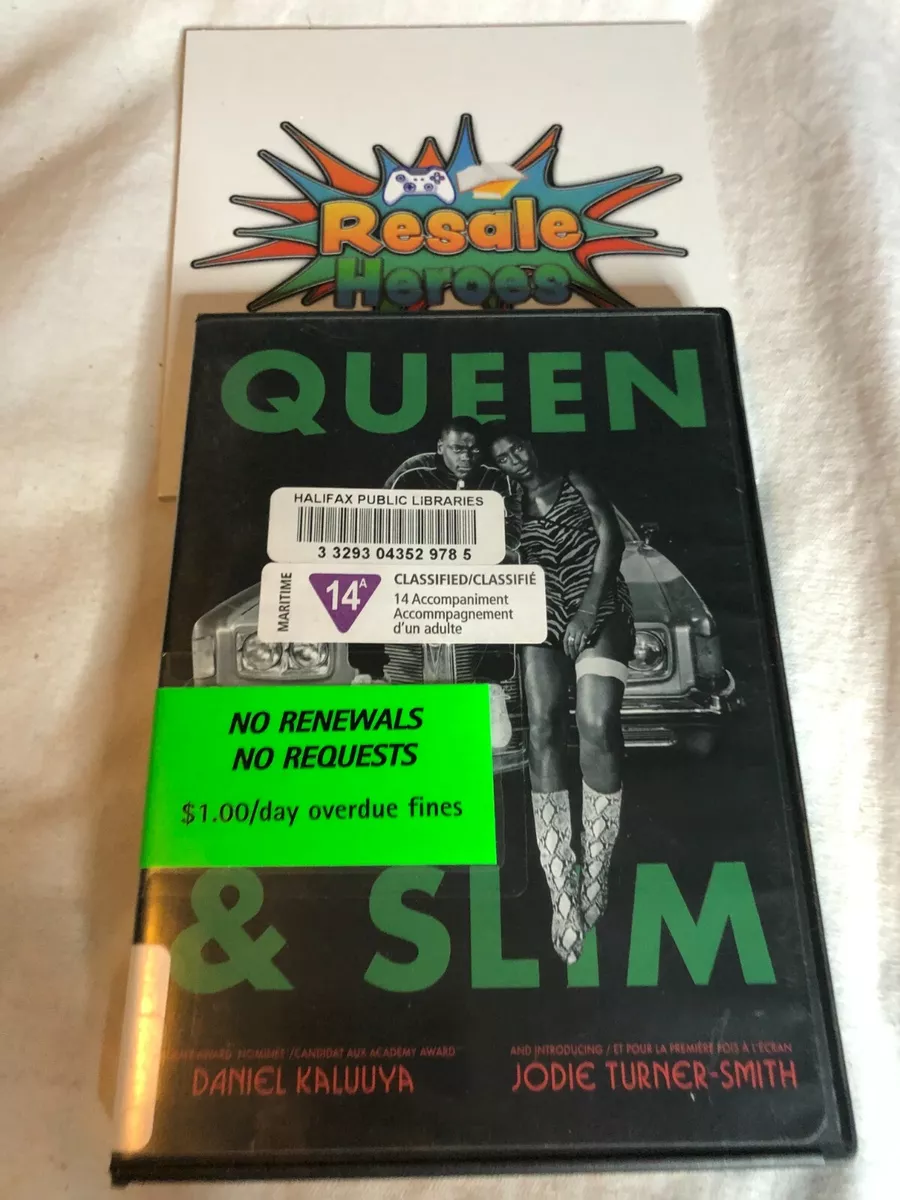 Resale
Heroes
QUEEN
HALIFAX PUBLIC LIBRARIES
3 3293 04352 978 5
MARITIME
14A
CLASSIFIED/CLASSIFIÉ
14 Accompaniment
Accommpagnement
d'un adulte
NO RENEWALS
NO REQUESTS
$1.00/day overdue fines
& SLIM
AWARD NOMINEE / CANDIDAT AUX ACADEMY AWARD
AND INTRODUCING / ET POUR LA PREMIÈRE FOIS À L'ÉCRAN
DANIEL KALUUYA
JODIE TURNER-SMITH